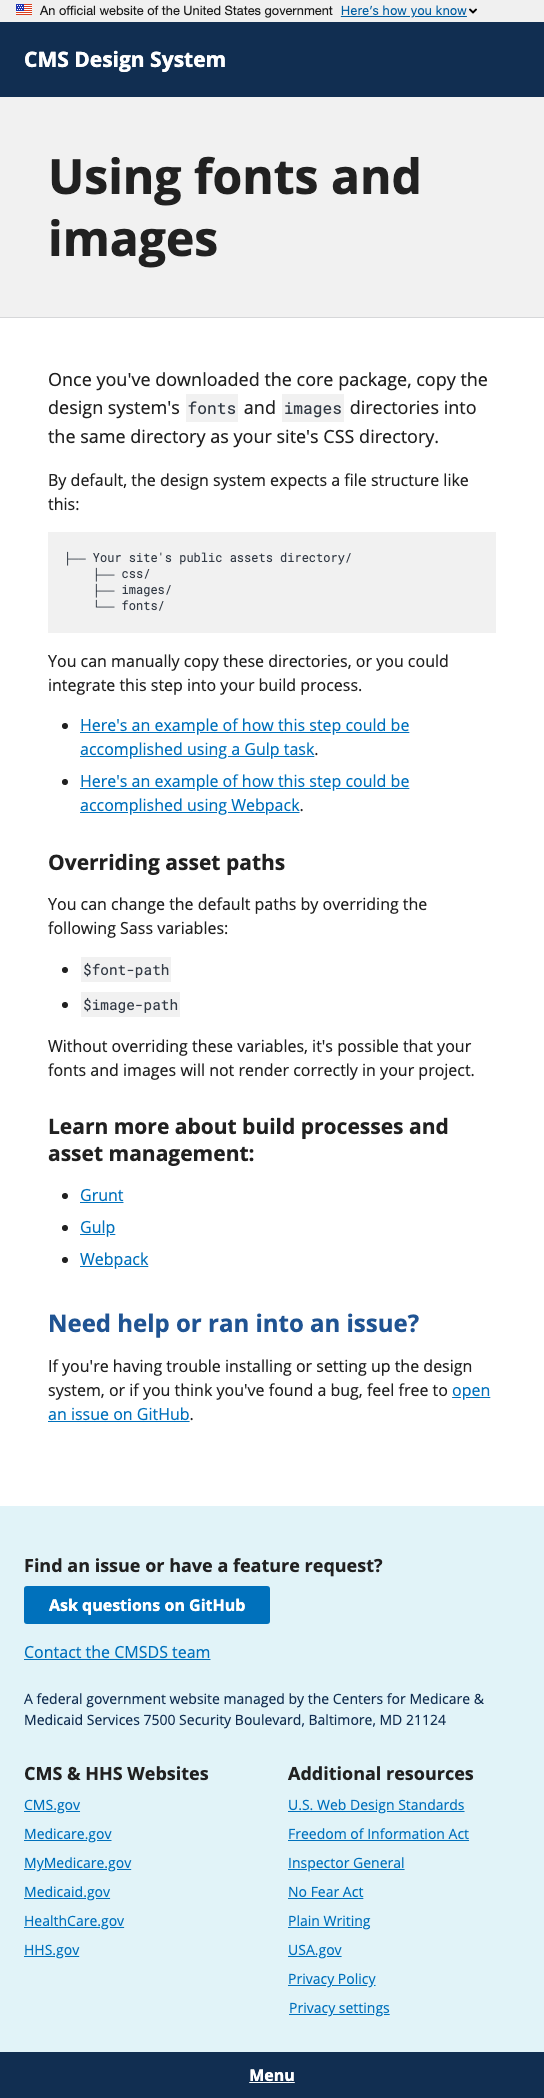 An official website of the United States government Here's how you know
CMS Design System
Using fonts and
images
Once you've downloaded the core package, copy the
design system's fonts and images directories into
the same directory as your site's CSS directory.
By default, the design system expects a file structure like
this:
├── Your site's public assets directory/
    ├── css/
    ├── images/
    └── fonts/
You can manually copy these directories, or you could
integrate this step into your build process.
• Here's an example of how this step could be
accomplished using a Gulp task.
• Here's an example of how this step could be
accomplished using Webpack.
Overriding asset paths
You can change the default paths by overriding the
following Sass variables:
• $font-path
• $image-path
Without overriding these variables, it's possible that your
fonts and images will not render correctly in your project.
Learn more about build processes and
asset management:
• Grunt
• Gulp
• Webpack
Need help or ran into an issue?
If you're having trouble installing or setting up the design
system, or if you think you've found a bug, feel free to open
an issue on GitHub.
Find an issue or have a feature request?
Ask questions on GitHub
Contact the CMSDS team
A federal government website managed by the Centers for Medicare &
Medicaid Services 7500 Security Boulevard, Baltimore, MD 21124
CMS & HHS Websites
CMS.gov
Medicare.gov
MyMedicare.gov
Medicaid.gov
HealthCare.gov
HHS.gov
Additional resources
U.S. Web Design Standards
Freedom of Information Act
Inspector General
No Fear Act
Plain Writing
USA.gov
Privacy Policy
Privacy settings
Menu